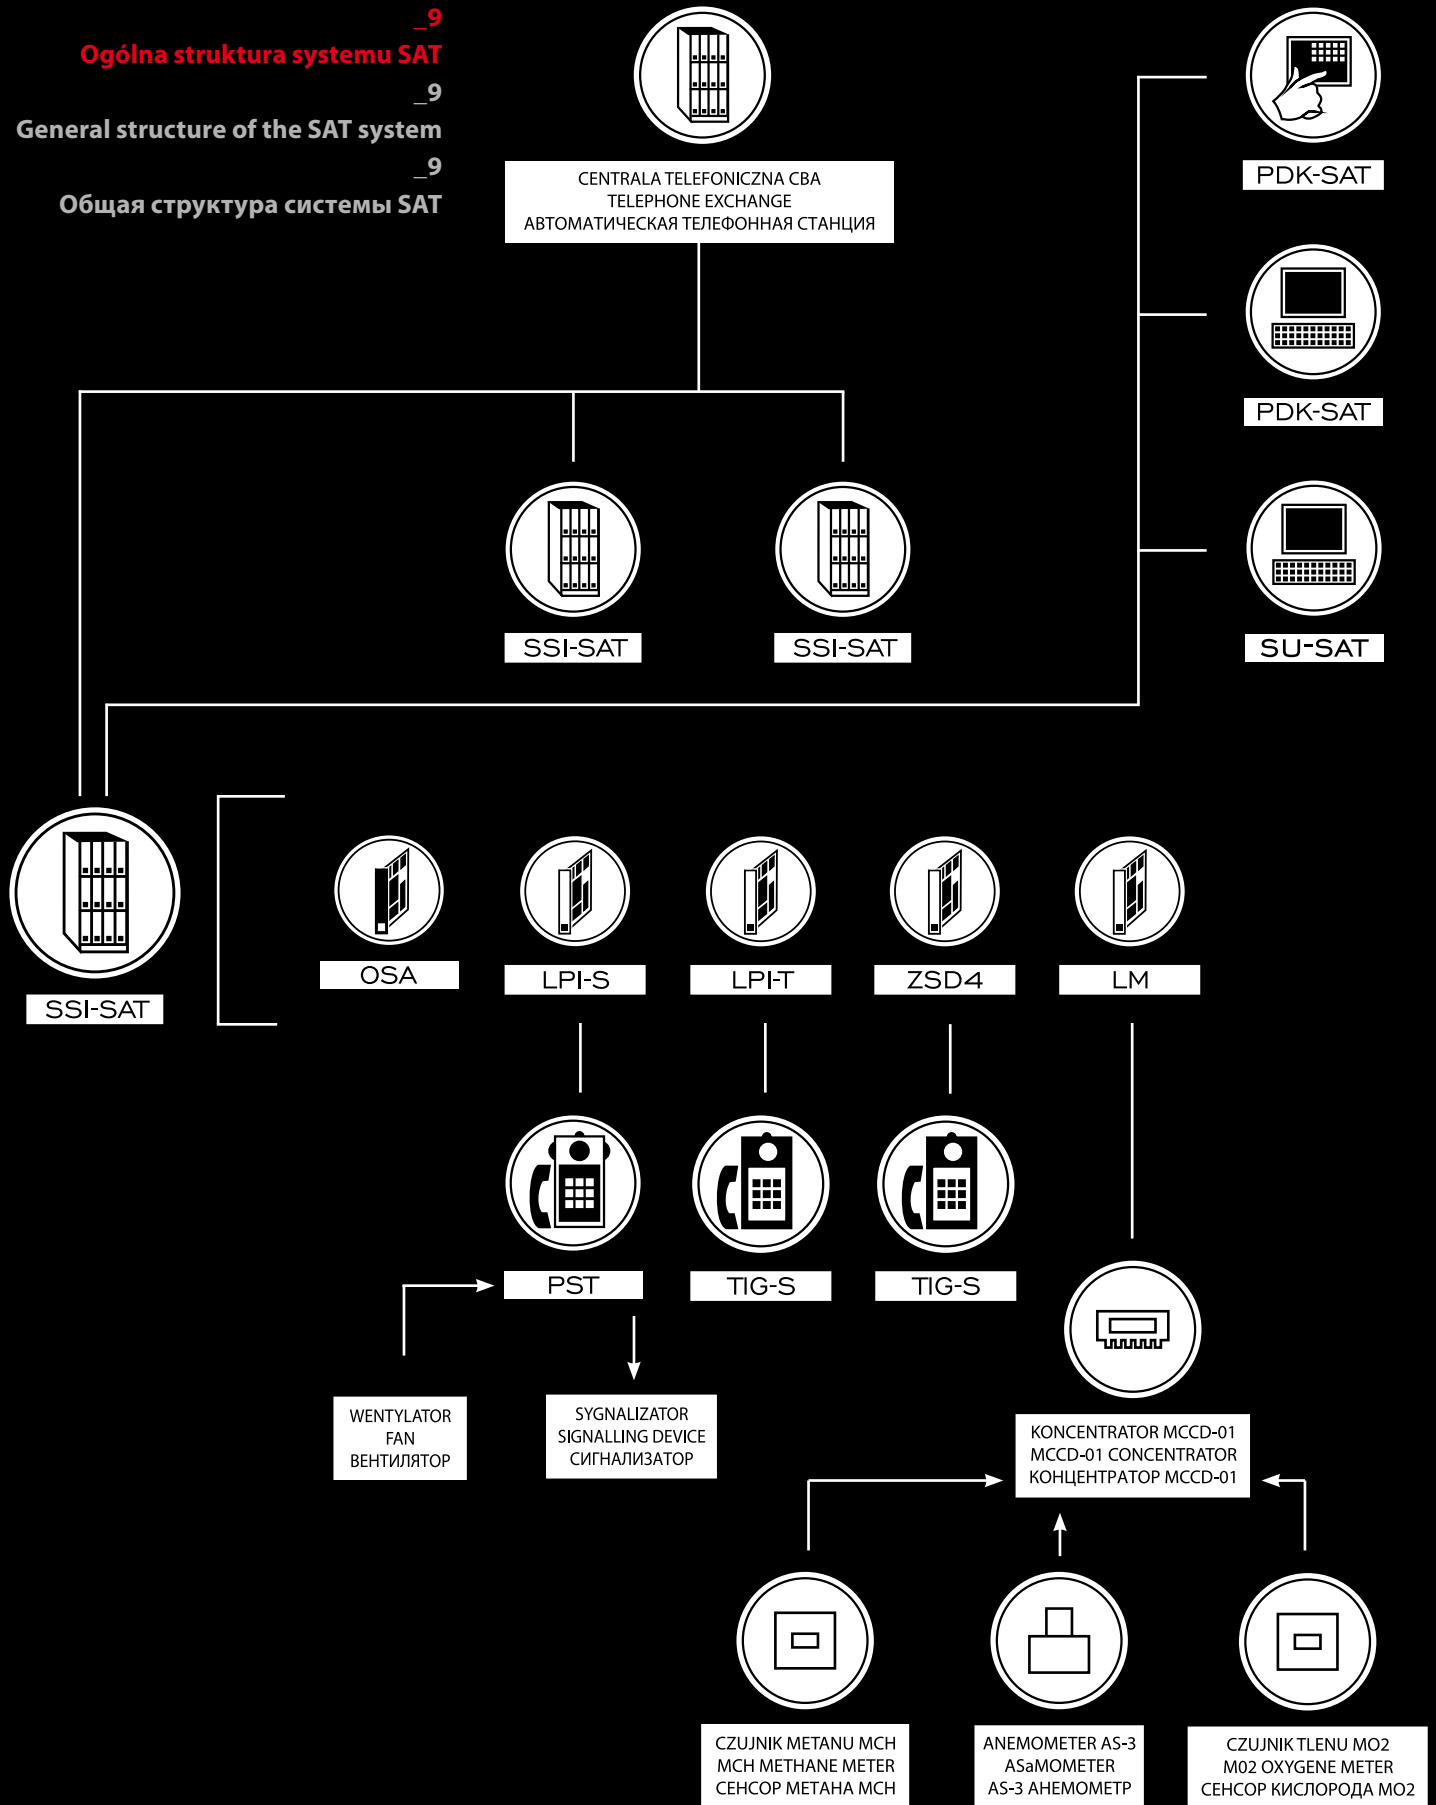 _9
Ogólna struktura systemu SAT
_9
General structure of the SAT system
_9
Общая структура системы SAT
CENTRALA TELEFONICZNA CBA
TELEPHONE EXCHANGE
АВТОМАТИЧЕСКАЯ ТЕЛЕФОННАЯ СТАНЦИЯ
PDK-SAT
PDK-SAT
SU-SAT
SSI-SAT
SSI-SAT
SSI-SAT
OSA
LPI-S
LPI-T
ZSD4
LM
PST
TIG-S
TIG-S
WENTYLATOR
FAN
ВЕНТИЛЯТОР
SYGNALIZATOR
SIGNALLING DEVICE
СИГНАЛИЗАТОР
KONCENTRATOR MCCD-01
MCCD-01 CONCENTRATOR
КОНЦЕНТРАТОР MCCD-01
CZUJNIK METANU MCH
MCH METHANE METER
СЕНСОР МЕТАНА MCH
ANEMOMETER AS-3
ASaMOMETER
AS-3 АНЕМОМЕТР
CZUJNIK TLENU MO2
M02 OXYGENE METER
СЕНСОР КИСЛОРОДА MO2